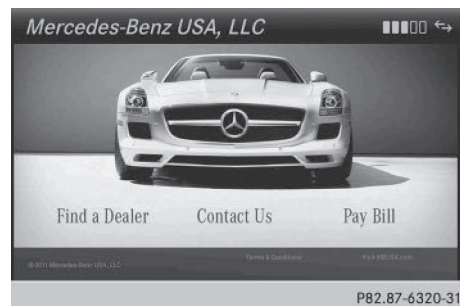 Mercedes-Benz USA, LLC
Find a Dealer Contact Us Pay Bill
© 2011 Mercedes-Benz USA, LLC Terms & Conditions Visit MBUSA.com
P82.87-6320-31